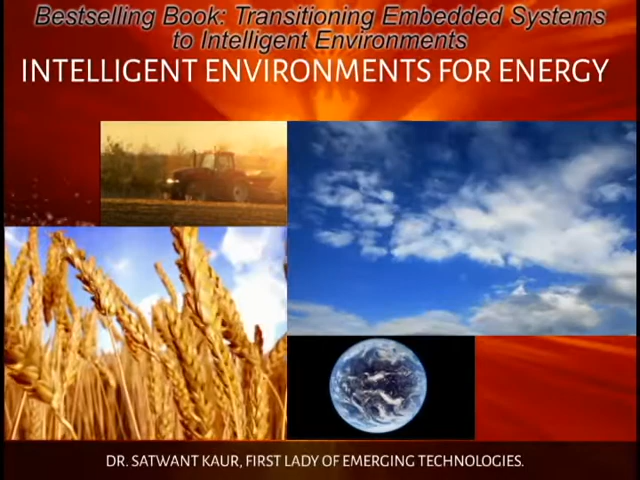 Bestselling Book: Transitioning Embedded Systems
to Intelligent Environments
INTELLIGENT ENVIRONMENTS FOR ENERGY
DR. SATWANT KAUR, FIRST LADY OF EMERGING TECHNOLOGIES.